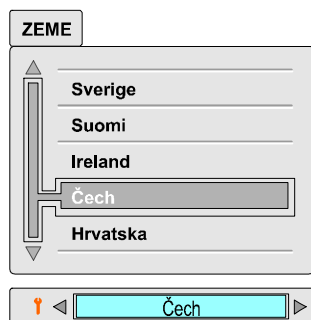 ZEME
Sverige
Suomi
Ireland
Čech
Hrvatska
Čech